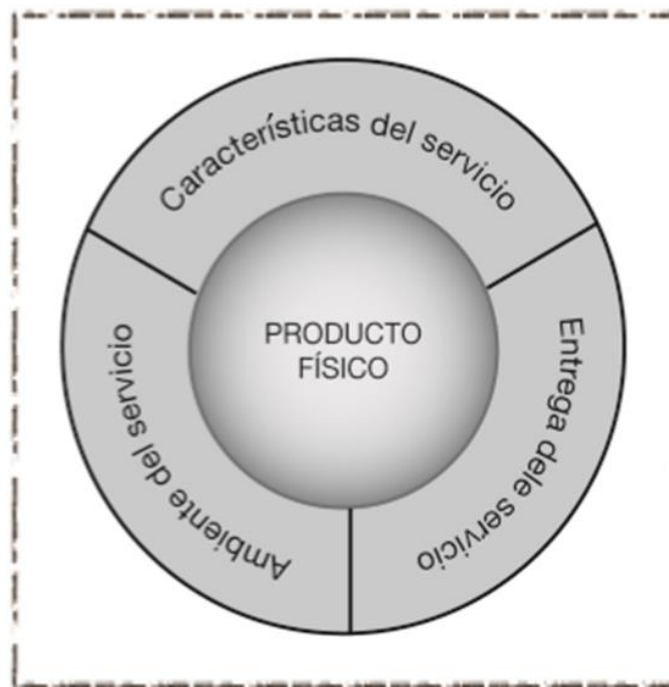 Características del servicio
PRODUCTO
FÍSICO
Ambiente del servicio
Entrega dele servicio